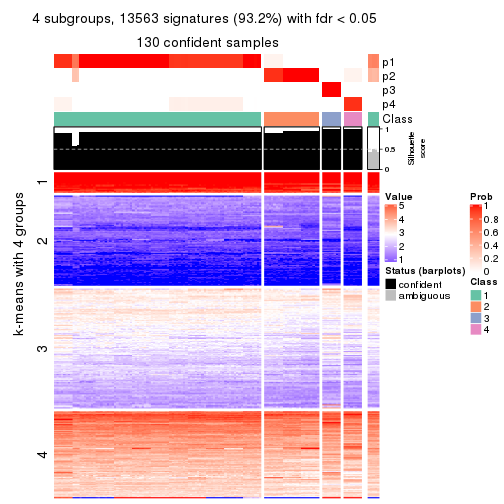 4 subgroups, 13563 signatures (93.2%) with fdr < 0.05
130 confident samples
p1
p2
p3
p4
Class
1
0.5
0
Silhouette
score
k-means with 4 groups
1
2
3
4
Value
5
4
3
2
1
Status (barplots)
confident
ambiguous
Prob
1
0.8
0.6
0.4
0.2
0
Class
1
2
3
4